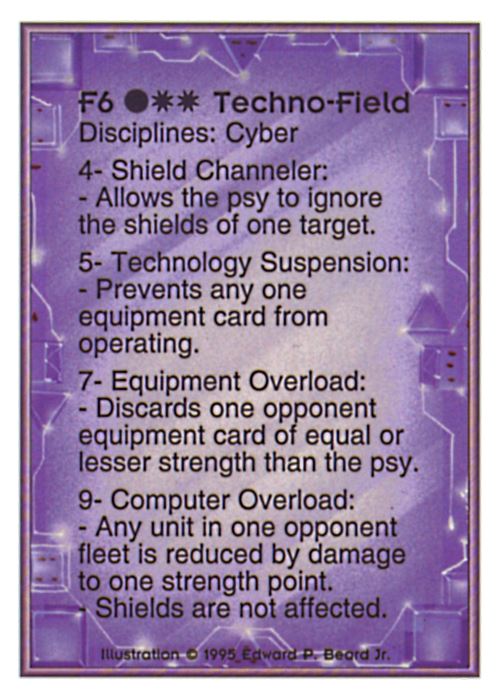 F6 ●✷✷ Techno-Field
Disciplines: Cyber
4- Shield Channeler:
- Allows the psy to ignore
the shields of one target.
5- Technology Suspension:
- Prevents any one
equipment card from
operating.
7- Equipment Overload:
- Discards one opponent
equipment card of equal or
lesser strength than the psy.
9- Computer Overload:
- Any unit in one opponent
fleet is reduced by damage
to one strength point.
- Shields are not affected.
Illustration © 1995 Edward P. Beard Jr.